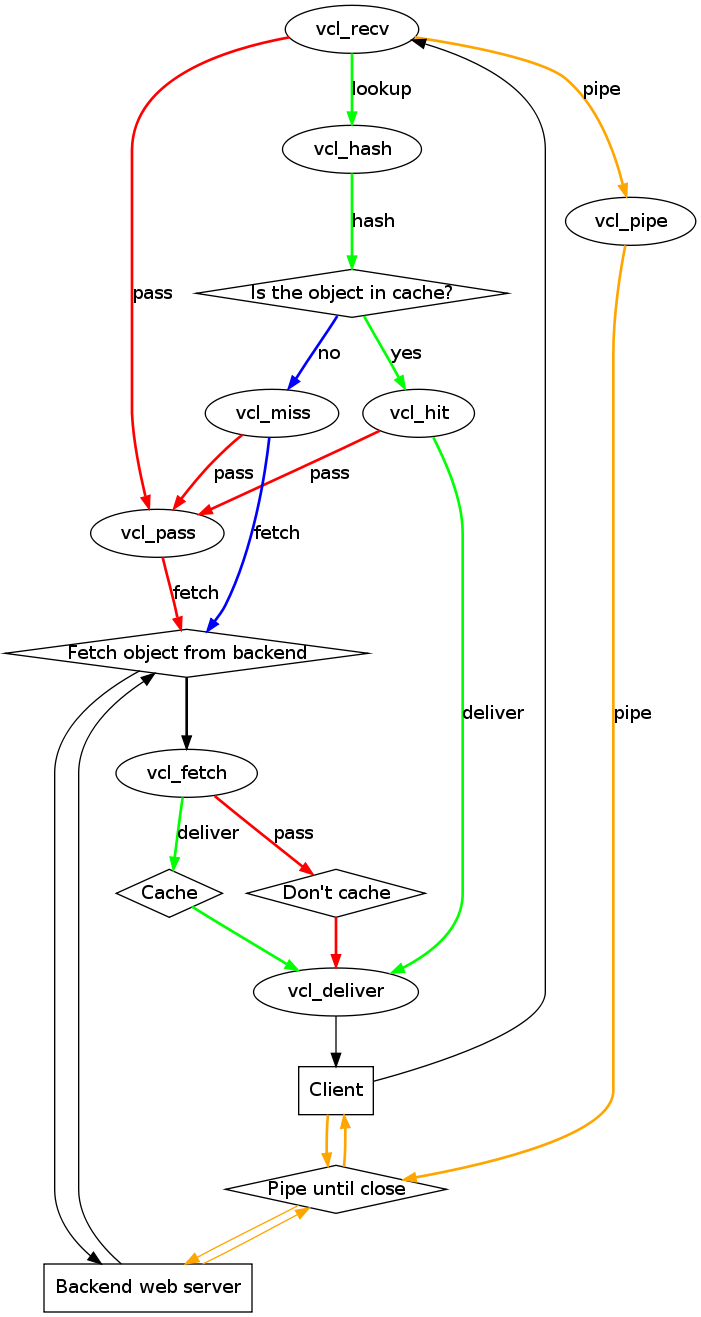 vcl_recv
lookup
pipe
vcl_hash
vcl_pipe
hash
pass
Is the object in cache?
no
yes
vcl_miss
vcl_hit
pass
pass
vcl_pass
fetch
fetch
Fetch object from backend
deliver
pipe
vcl_fetch
deliver
pass
Cache
Don't cache
vcl_deliver
Client
Pipe until close
Backend web server